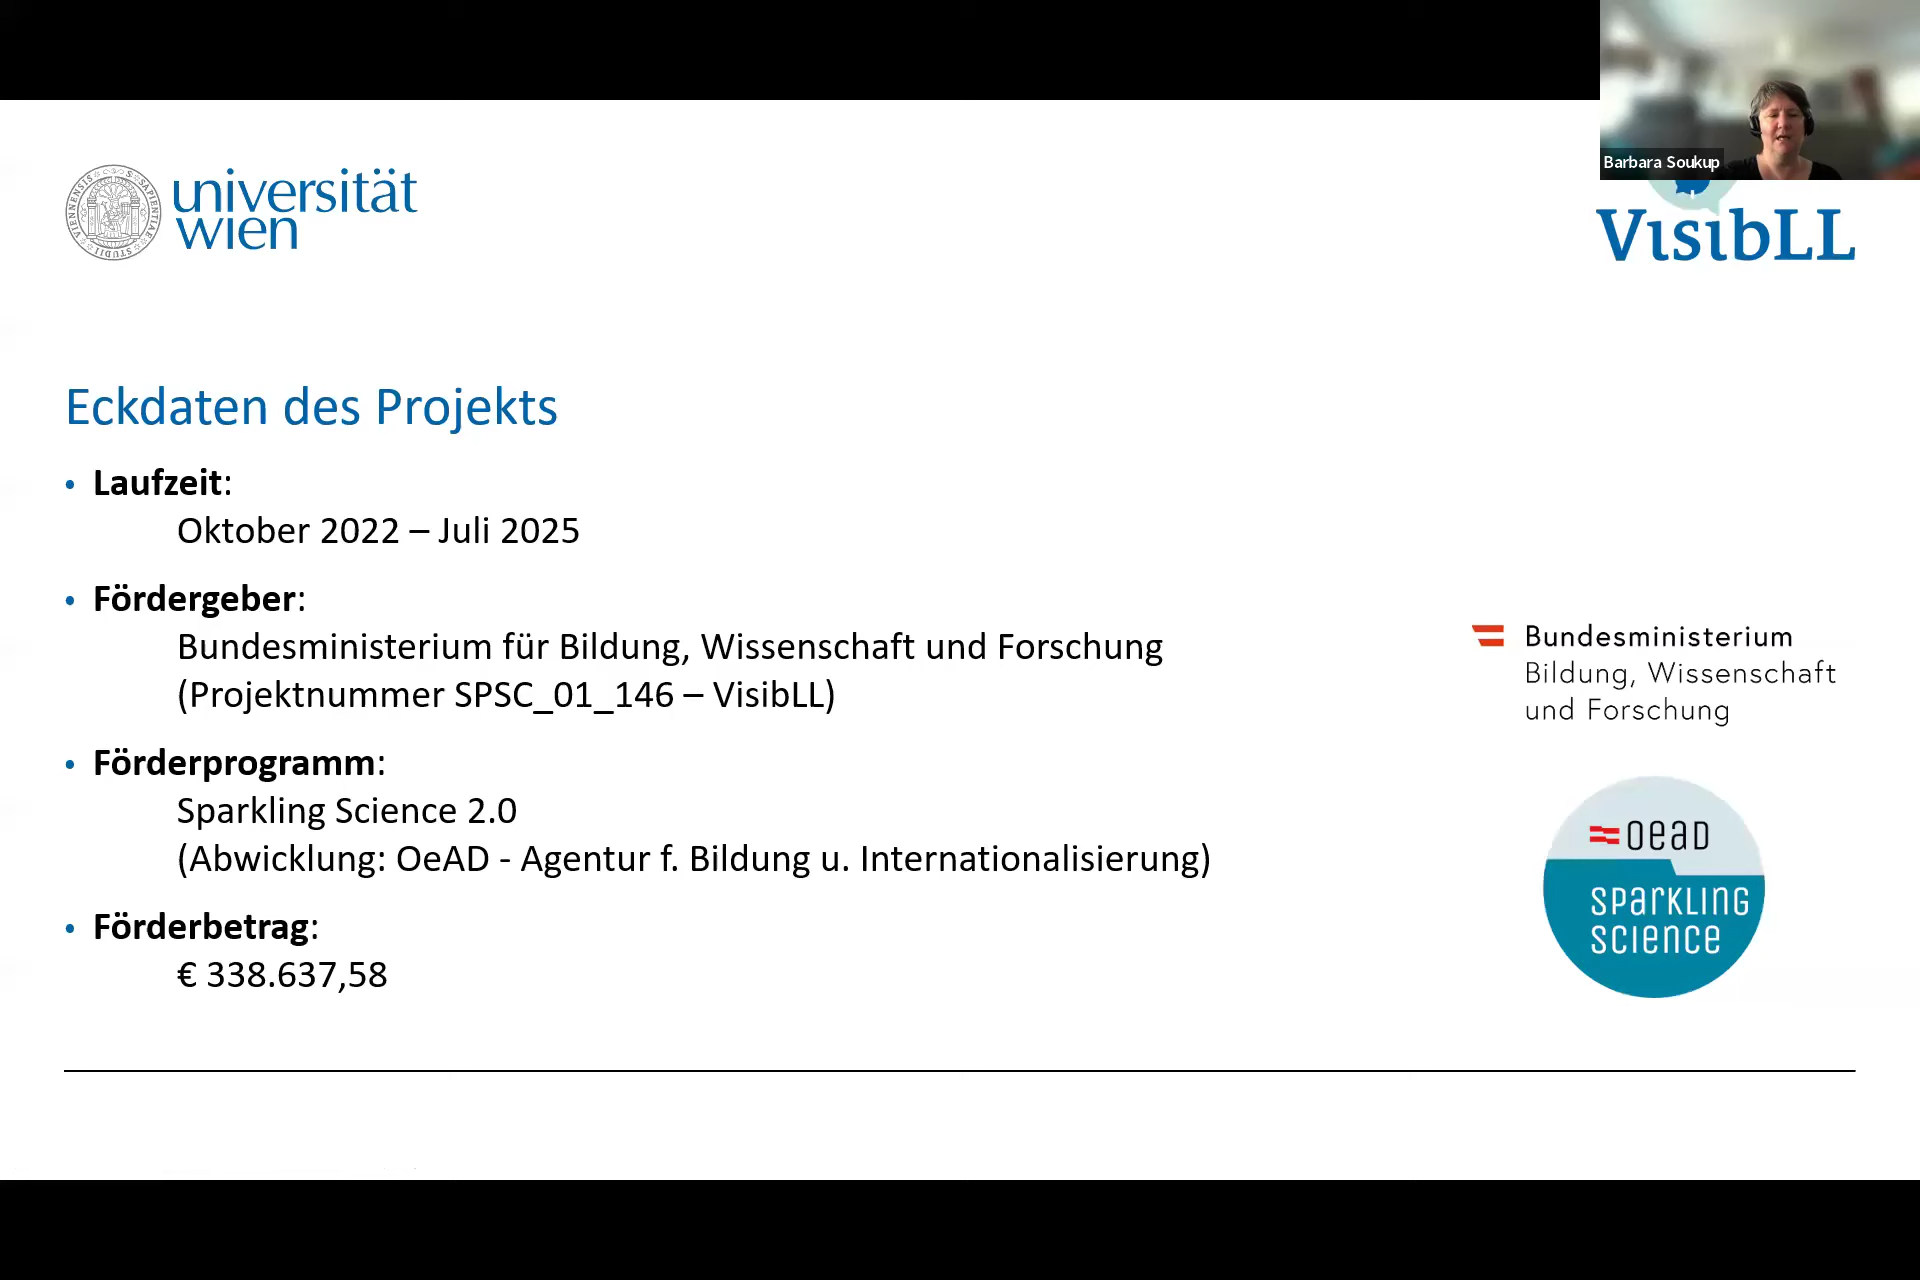 Barbara Soukup
universität
wien
VisibLL
Eckdaten des Projekts
• Laufzeit:
Oktober 2022 – Juli 2025
• Fördergeber:
Bundesministerium für Bildung, Wissenschaft und Forschung
(Projektnummer SPSC_01_146 – VisibLL)
• Förderprogramm:
Sparkling Science 2.0
(Abwicklung: OeAD - Agentur f. Bildung u. Internationalisierung)
• Förderbetrag:
€ 338.637,58
Bundesministerium
Bildung, Wissenschaft
und Forschung
oead
sparkling
science